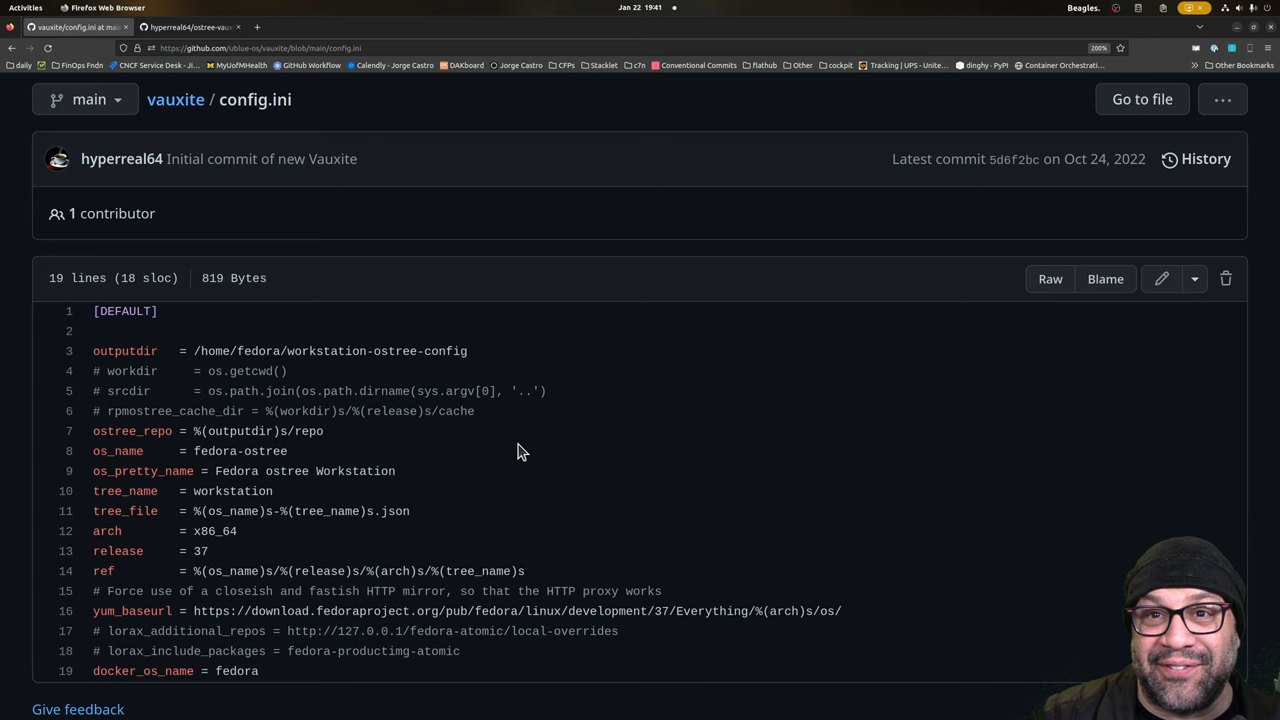 Activities
Firefox Web Browser
Jan 22 19:41
Beagles.
vauxite/config.ini at mai
hyperreal64/ostree-vaux
https://github.com/ublue-os/vauxite/blob/main/config.ini
200%
daily
FinOps Fndn
CNCF Service Desk - Ji…
MyUofMHealth
GitHub Workflow
Calendly - Jorge Castro
DAKboard
Jorge Castro
CFPs
Stacklet
c7n
Conventional Commits
flathub
Other
cockpit
Tracking | UPS - Unite…
dinghy · PyPI
Container Orchestrati…
Other Bookmarks
main
vauxite / config.ini
Go to file
hyperreal64 Initial commit of new Vauxite
Latest commit 5d6f2bc on Oct 24, 2022
History
1 contributor
19 lines (18 sloc)
819 Bytes
Raw
Blame
1 [DEFAULT]
2
3 outputdir = /home/fedora/workstation-ostree-config
4 # workdir = os.getcwd()
5 # srcdir = os.path.join(os.path.dirname(sys.argv[0], '..')
6 # rpmostree_cache_dir = %(workdir)s/%(release)s/cache
7 ostree_repo = %(outputdir)s/repo
8 os_name = fedora-ostree
9 os_pretty_name = Fedora ostree Workstation
10 tree_name = workstation
11 tree_file = %(os_name)s-%(tree_name)s.json
12 arch = x86_64
13 release = 37
14 ref = %(os_name)s/%(release)s/%(arch)s/%(tree_name)s
15 # Force use of a closeish and fastish HTTP mirror, so that the HTTP proxy works
16 yum_baseurl = https://download.fedoraproject.org/pub/fedora/linux/development/37/Everything/%(arch)s/os/
17 # lorax_additional_repos = http://127.0.0.1/fedora-atomic/local-overrides
18 # lorax_include_packages = fedora-productimg-atomic
19 docker_os_name = fedora
Give feedback